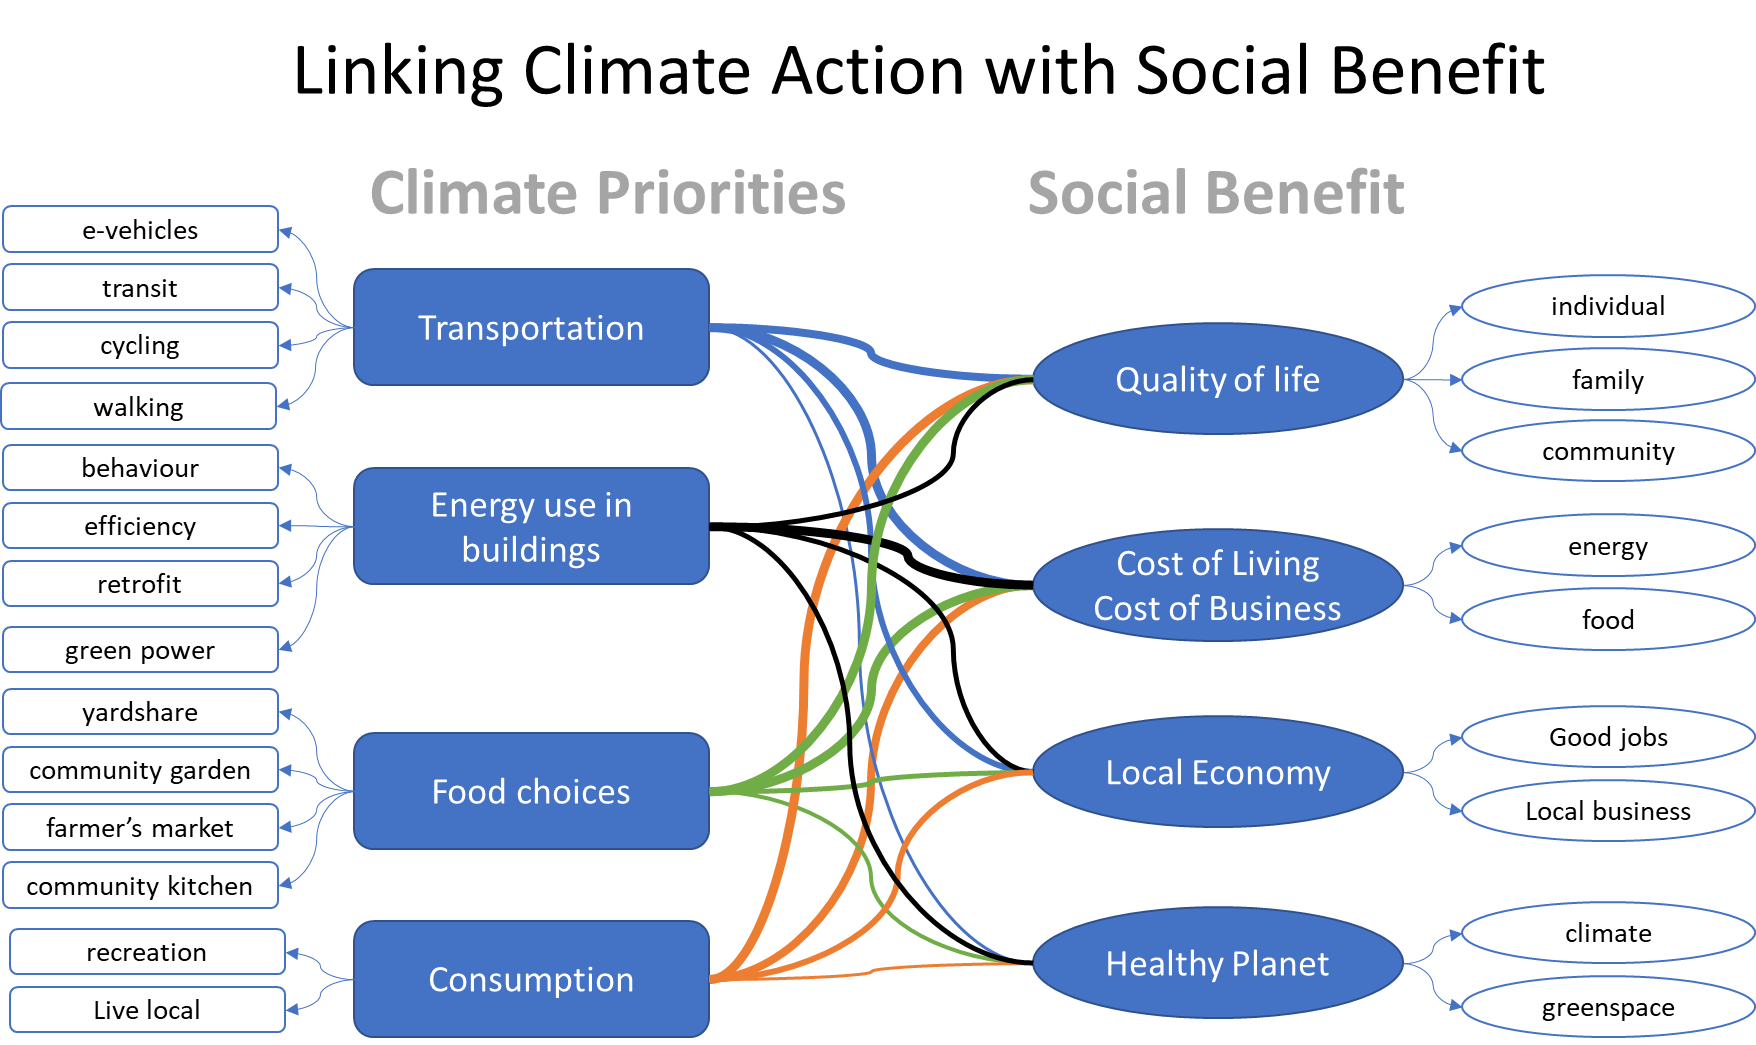 Linking Climate Action with Social Benefit
Climate Priorities
Social Benefit
e-vehicles
transit
cycling
walking
behaviour
efficiency
retrofit
green power
yardshare
community garden
farmer’s market
community kitchen
recreation
Live local
Transportation
Energy use in
buildings
Food choices
Consumption
Quality of life
Cost of Living
Cost of Business
Local Economy
Healthy Planet
individual
family
community
energy
food
Good jobs
Local business
climate
greenspace